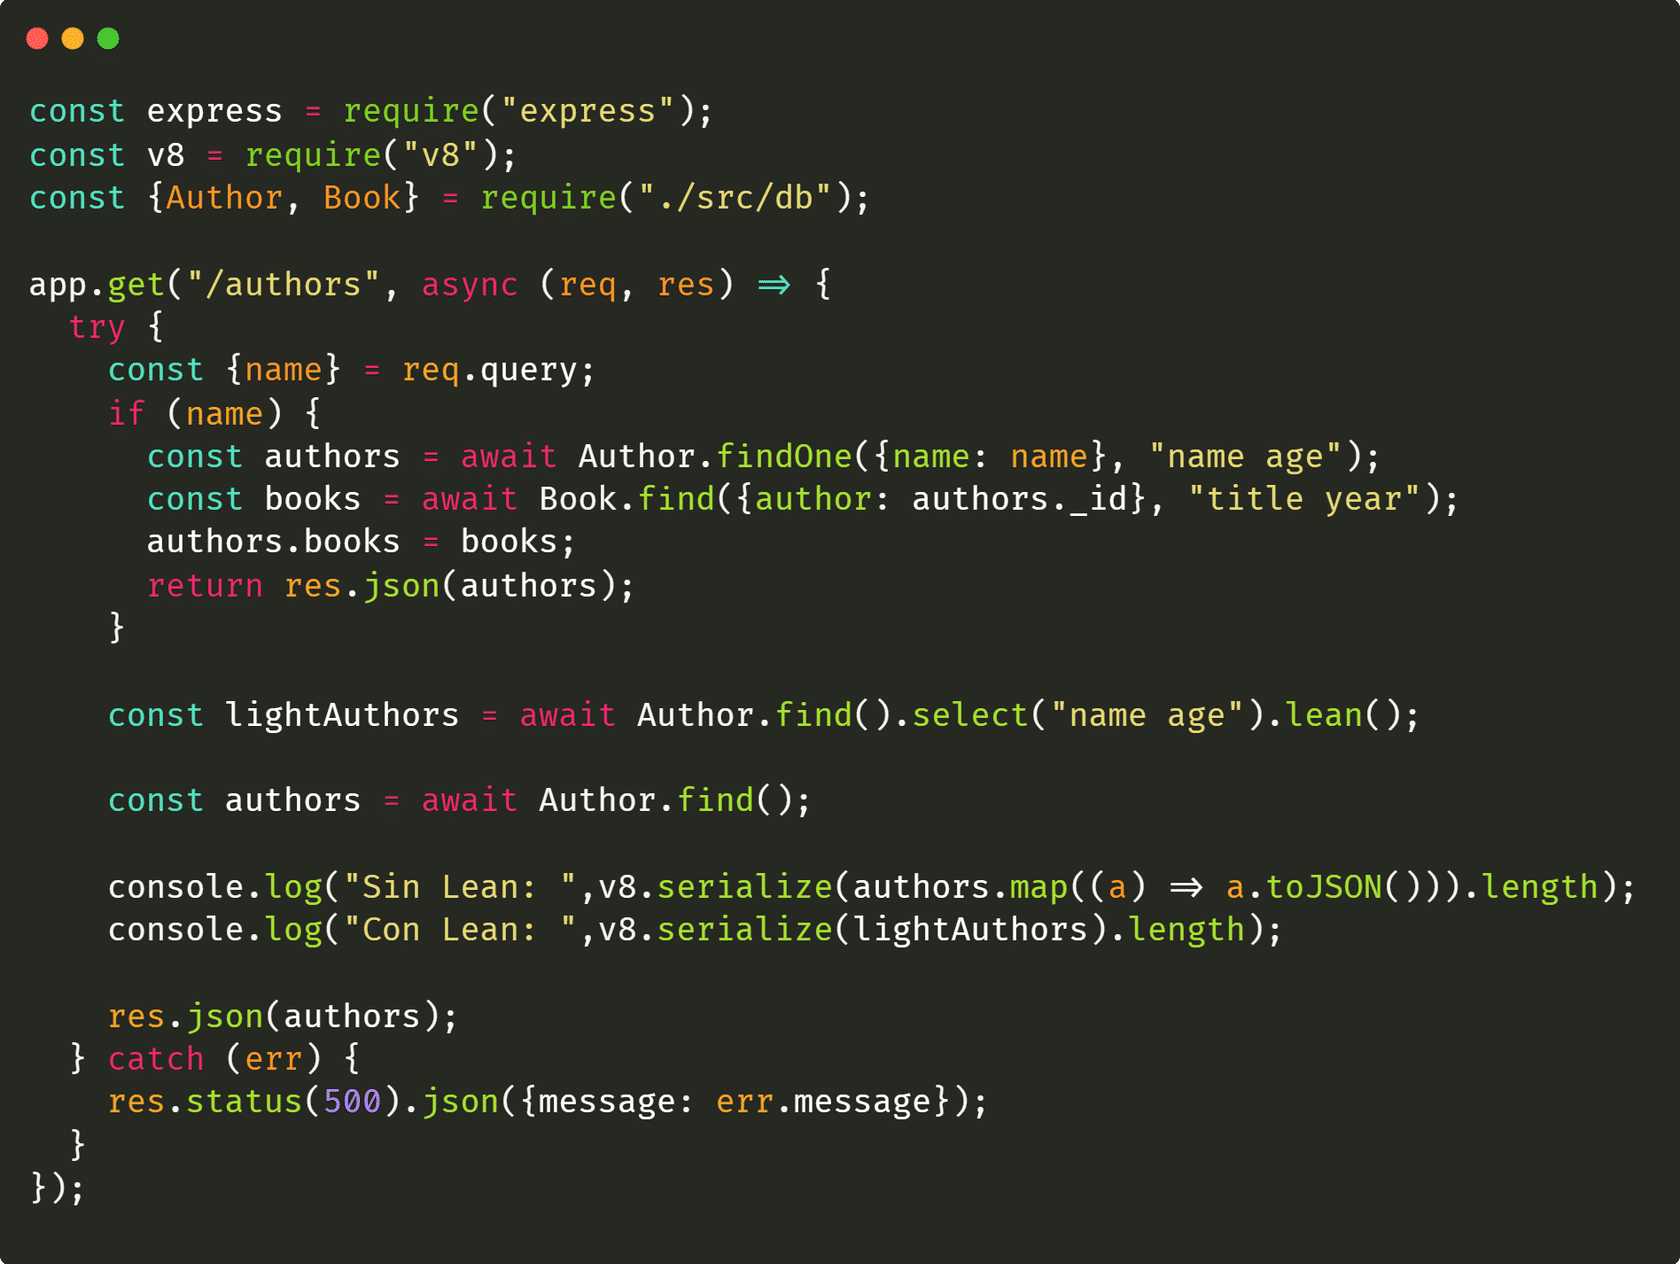 const express = require("express");
const v8 = require("v8");
const {Author, Book} = require("./src/db");

app.get("/authors", async (req, res) => {
  try {
    const {name} = req.query;
    if (name) {
      const authors = await Author.findOne({name: name}, "name age");
      const books = await Book.find({author: authors._id}, "title year");
      authors.books = books;
      return res.json(authors);
    }

    const lightAuthors = await Author.find().select("name age").lean();

    const authors = await Author.find();

    console.log("Sin Lean: ",v8.serialize(authors.map((a) => a.toJSON())).length);
    console.log("Con Lean: ",v8.serialize(lightAuthors).length);

    res.json(authors);
  } catch (err) {
    res.status(500).json({message: err.message});
  }
});